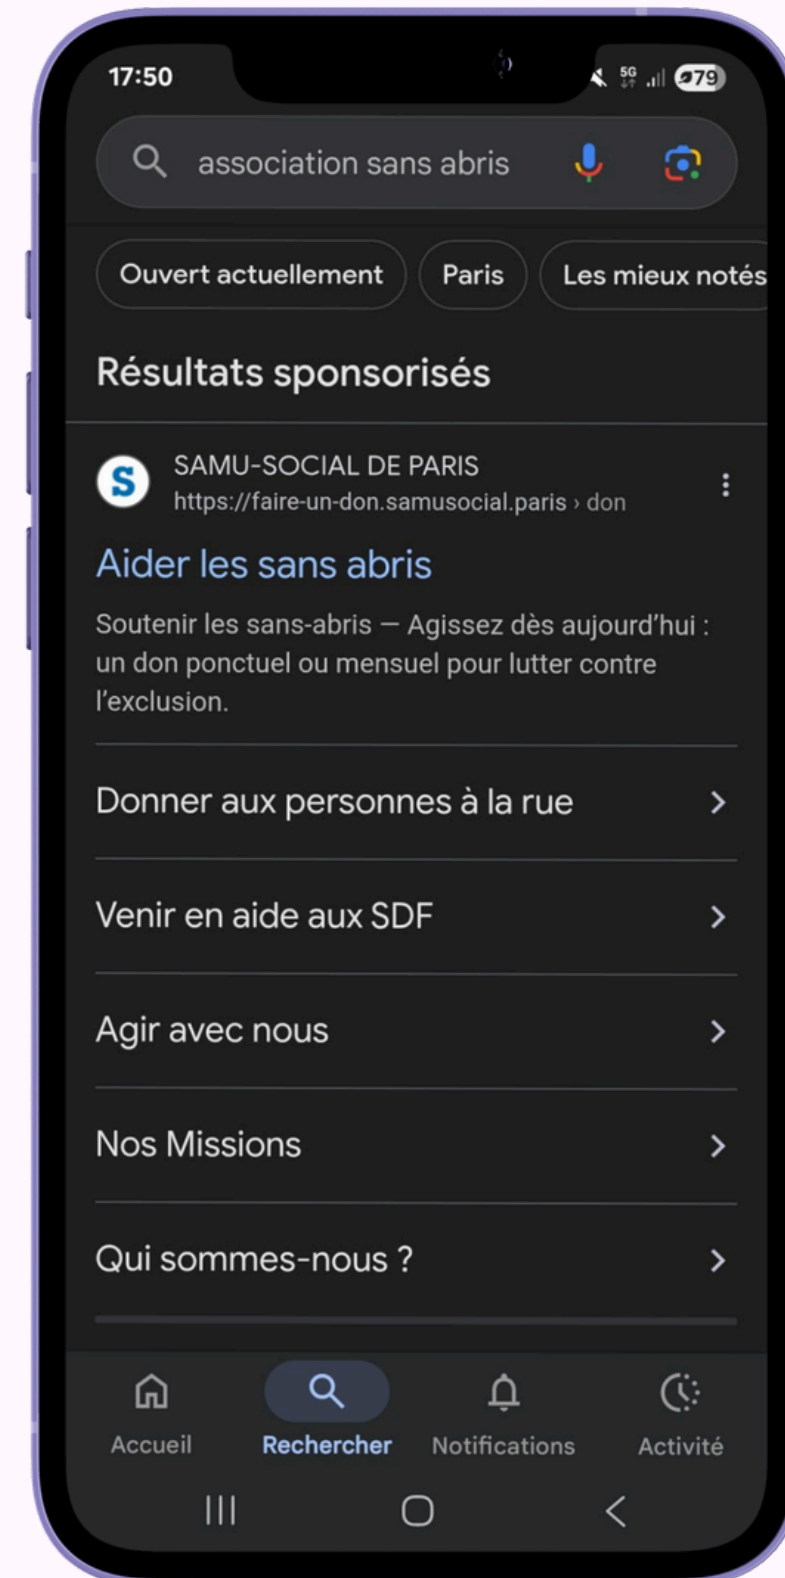 17:50
5G
79
association sans abris
Ouvert actuellement
Paris
Les mieux notés
Résultats sponsorisés
S
SAMU-SOCIAL DE PARIS
https://faire-un-don.samusocial.paris › don
Aider les sans abris
Soutenir les sans-abris — Agissez dès aujourd'hui :
un don ponctuel ou mensuel pour lutter contre
l'exclusion.
Donner aux personnes à la rue
Venir en aide aux SDF
Agir avec nous
Nos Missions
Qui sommes-nous ?
Accueil
Rechercher
Notifications
Activité